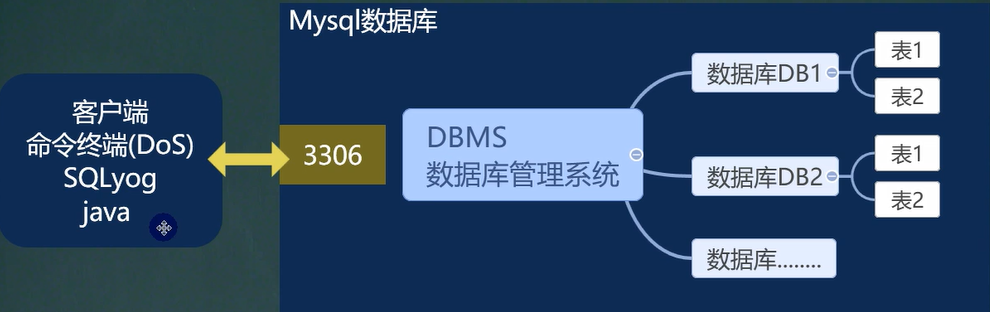 Mysql数据库
客户端
命令终端(DoS)
SQLyog
java
3306
DBMS
数据库管理系统
数据库DB1
表1
表2
数据库DB2
表1
表2
数据库........